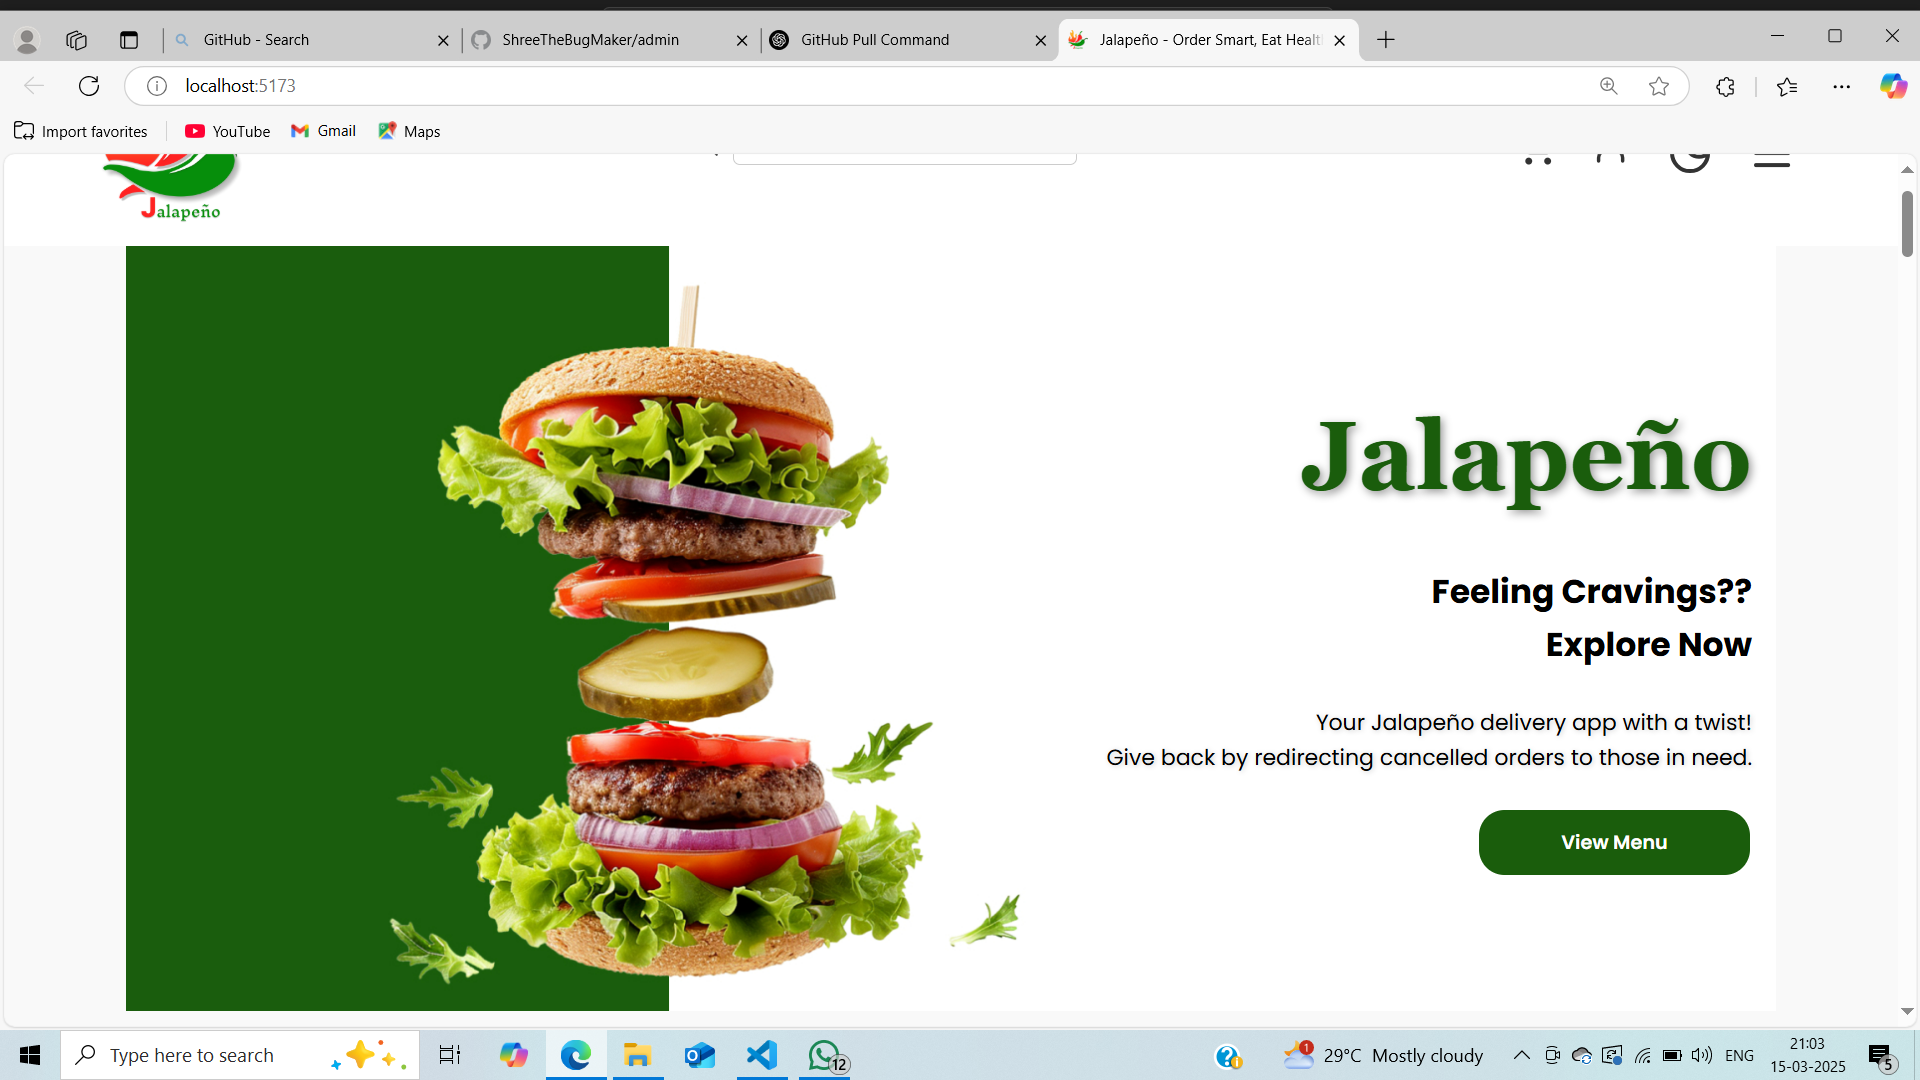 GitHub - Search
ShreeTheBugMaker/admin
GitHub Pull Command
Jalapeño - Order Smart, Eat Healt
localhost:5173
Import favorites
YouTube
Gmail
Maps
Jalapeño
Jalapeño
Feeling Cravings??
Explore Now
Your Jalapeño delivery app with a twist!
Give back by redirecting cancelled orders to those in need.
View Menu
Type here to search
12
1
29°C Mostly cloudy
ENG
21:03
15-03-2025
5